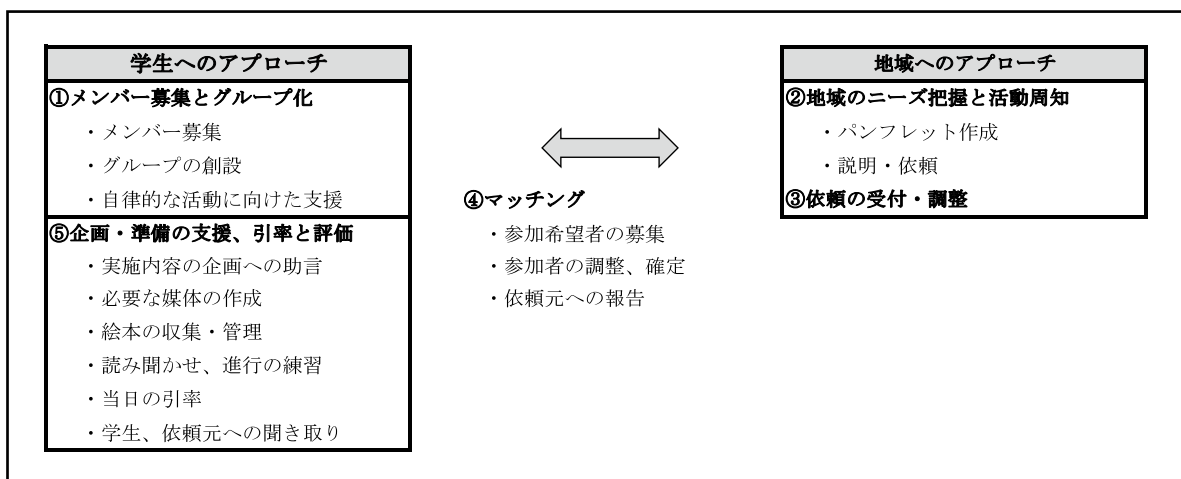 学生へのアプローチ
①メンバー募集とグループ化
・メンバー募集
・グループの創設
・自律的な活動に向けた支援
⑤企画・準備の支援、引率と評価
・実施内容の企画への助言
・必要な媒体の作成
・絵本の収集・管理
・読み聞かせ、進行の練習
・当日の引率
・学生、依頼元への聞き取り
④マッチング
・参加希望者の募集
・参加者の調整、確定
・依頼元への報告
地域へのアプローチ
②地域のニーズ把握と活動周知
・パンフレット作成
・説明・依頼
③依頼の受付・調整